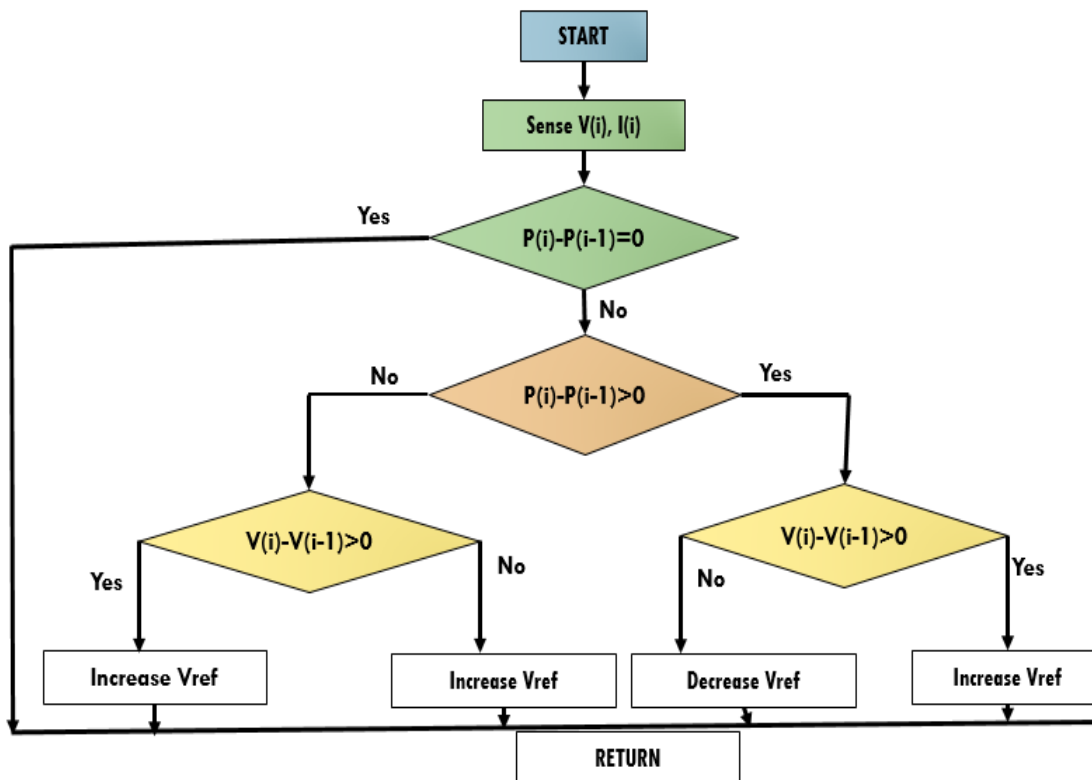 START
Sense V(i), I(i)
Yes
P(i)-P(i-1)=0
No
No
P(i)-P(i-1)>0
Yes
V(i)-V(i-1)>0
V(i)-V(i-1)>0
Yes
No
No
Yes
Increase Vref
Increase Vref
Decrease Vref
Increase Vref
RETURN